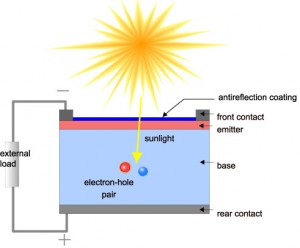 antireflection coating
front contact
emitter
sunlight
external
load
base
electron-hole
pair
rear contact